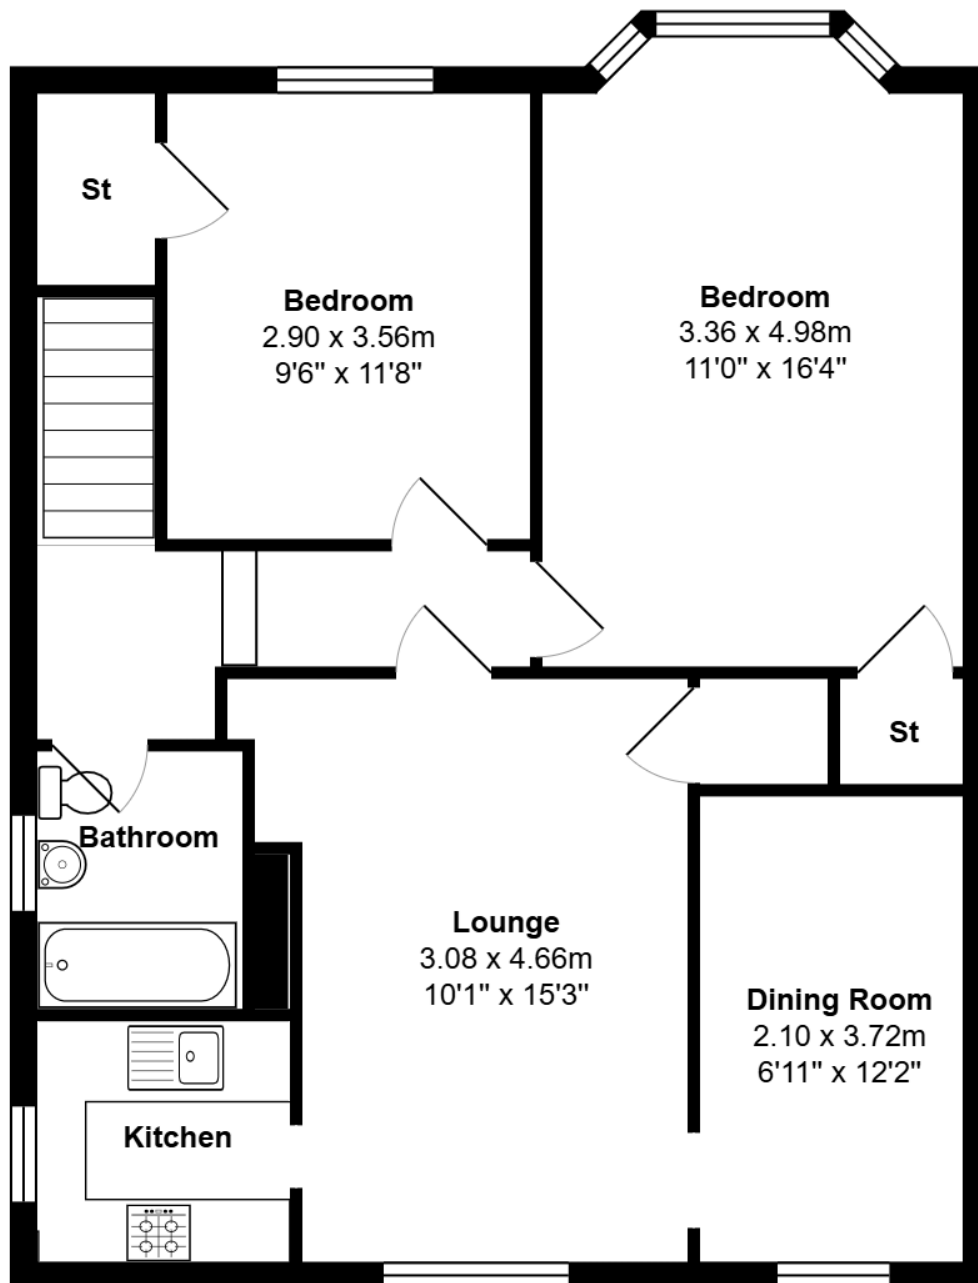 St
Bedroom
2.90 x 3.56m
9'6" x 11'8"
Bedroom
3.36 x 4.98m
11'0" x 16'4"
St
Bathroom
Lounge
3.08 x 4.66m
10'1" x 15'3"
Dining Room
2.10 x 3.72m
6'11" x 12'2"
Kitchen